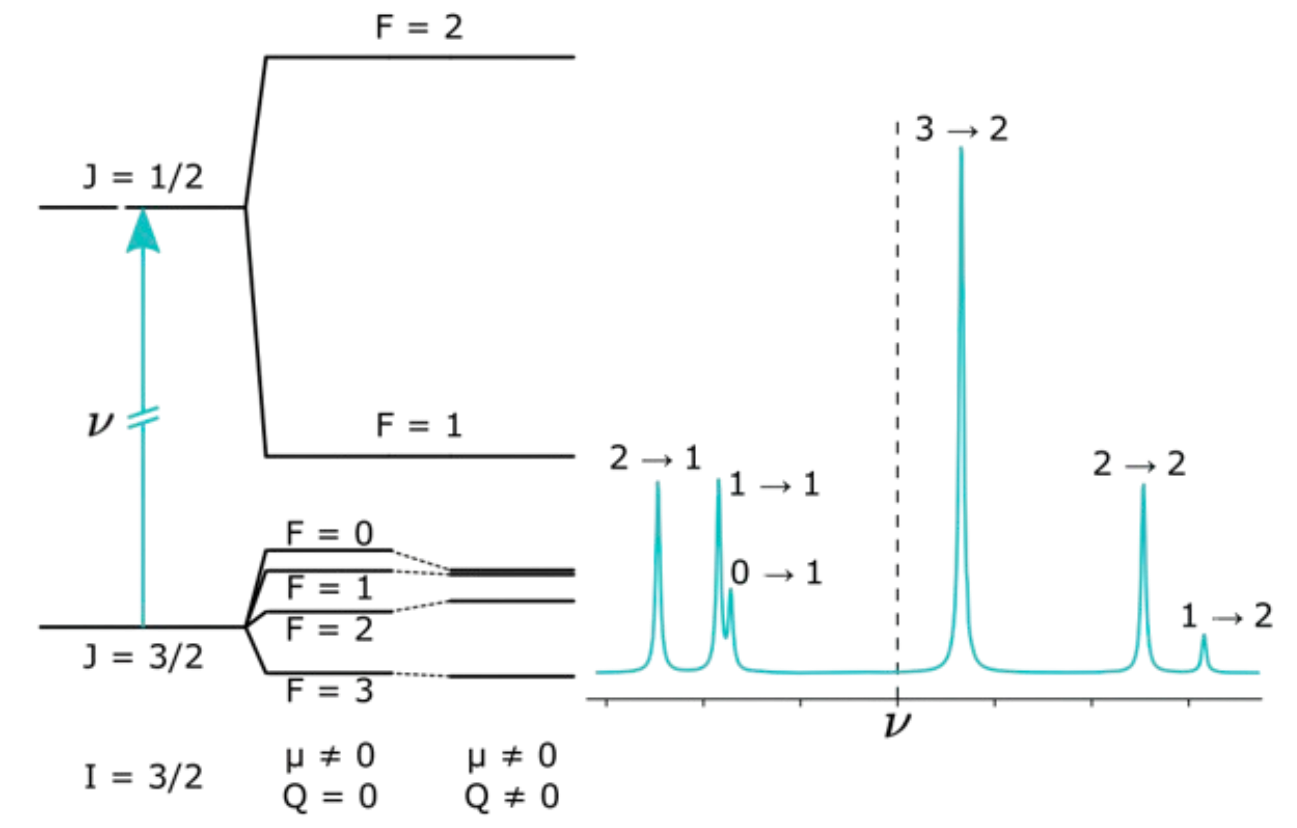 F = 2
J = 1/2
ν
F = 1
F = 0
F = 1
F = 2
J = 3/2
F = 3
I = 3/2
μ ≠ 0
Q = 0
μ ≠ 0
Q ≠ 0
3 → 2
2 → 1
1 → 1
0 → 1
2 → 2
1 → 2
ν